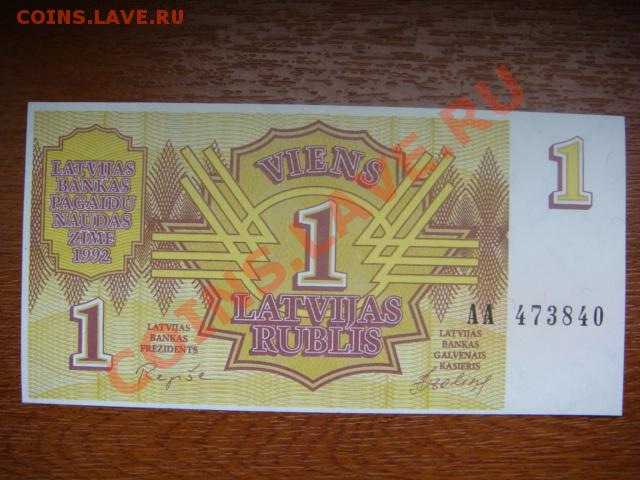 COINS.LAVE.RU
LATVIJAS
BANKAS
PAGAIDU
NAUDAS
ZĪME
1992
VIENS
1
LATVIJAS
RUBLIS
1
1
AA 473840
LATVIJAS
BANKAS
PREZIDENTS
Repše
LATVIJAS
BANKAS
GALVENAIS
KASIERIS
COINS.LAVE.RU